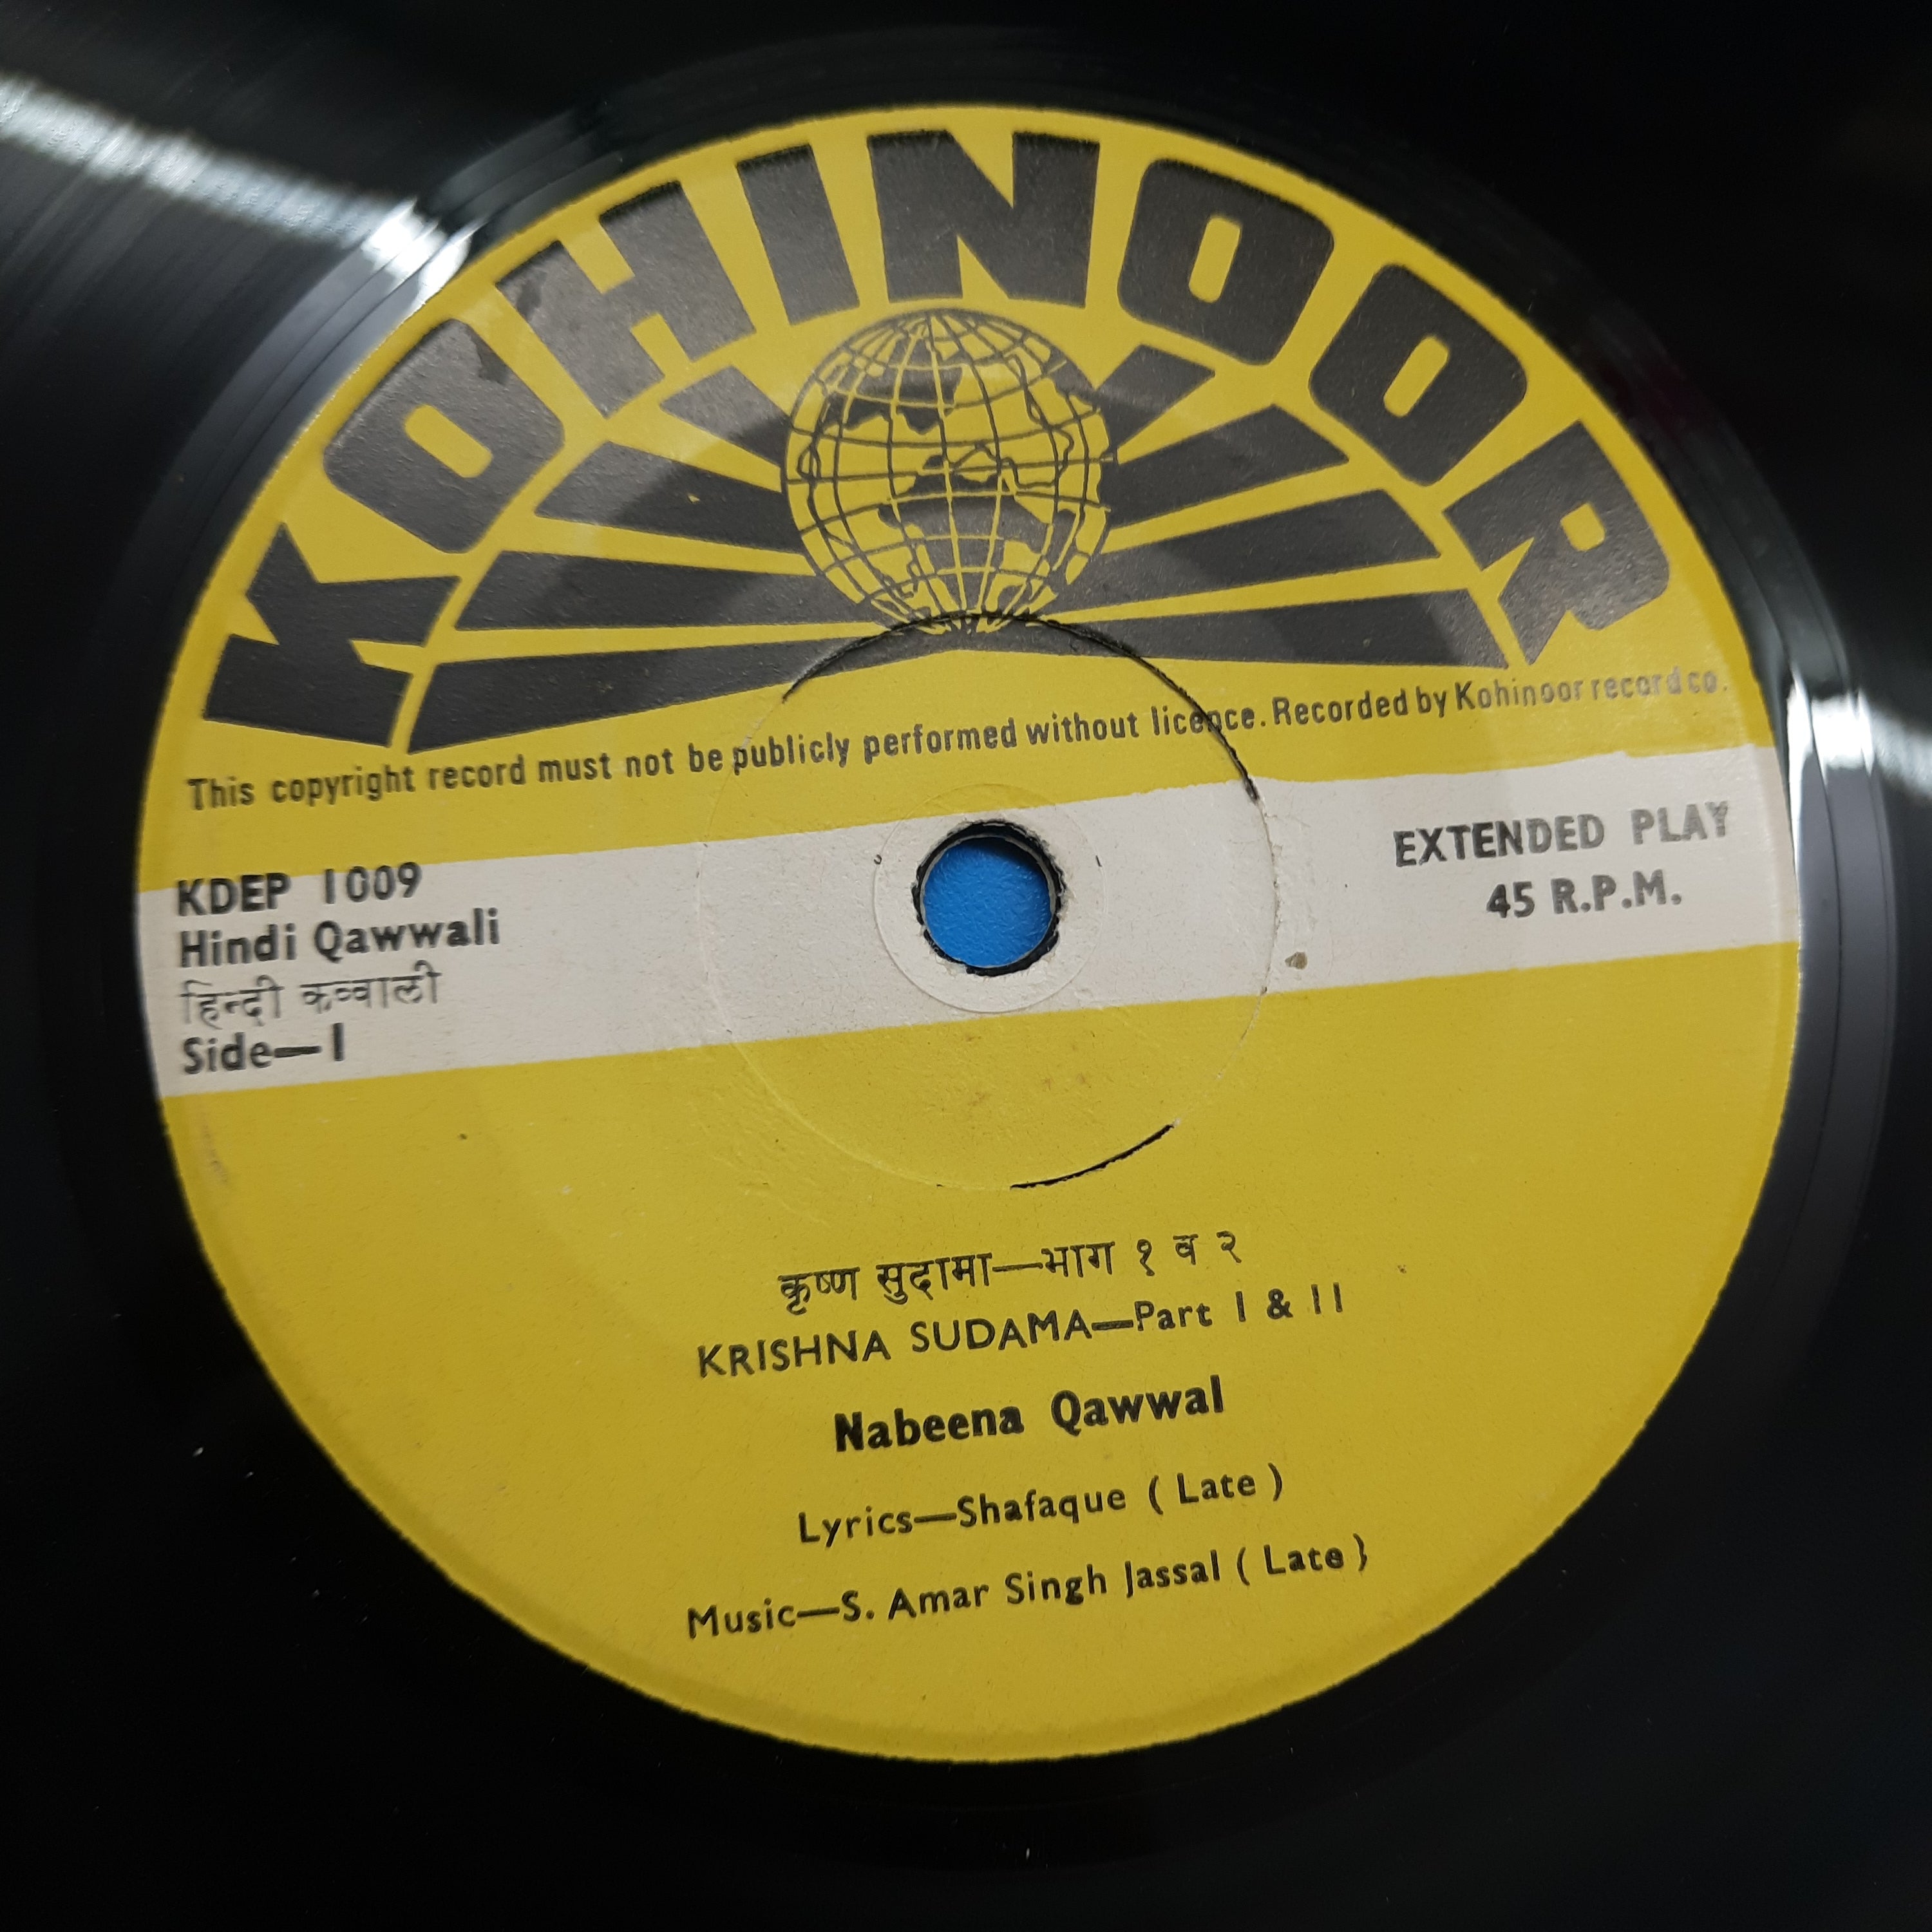 KOHINOOR
This copyright record must not be publicly performed without licence. Recorded by Kohinoor record co.
KDEP 1009
Hindi Qawwali
हिन्दी कव्वाली
Side—I
EXTENDED PLAY
45 R.P.M.
कृष्ण सुदामा—भाग १ व २
KRISHNA SUDAMA—Part I & II
Nabeena Qawwal
Lyrics—Shafaque ( Late )
Music—S. Amar Singh Jassal ( Late }